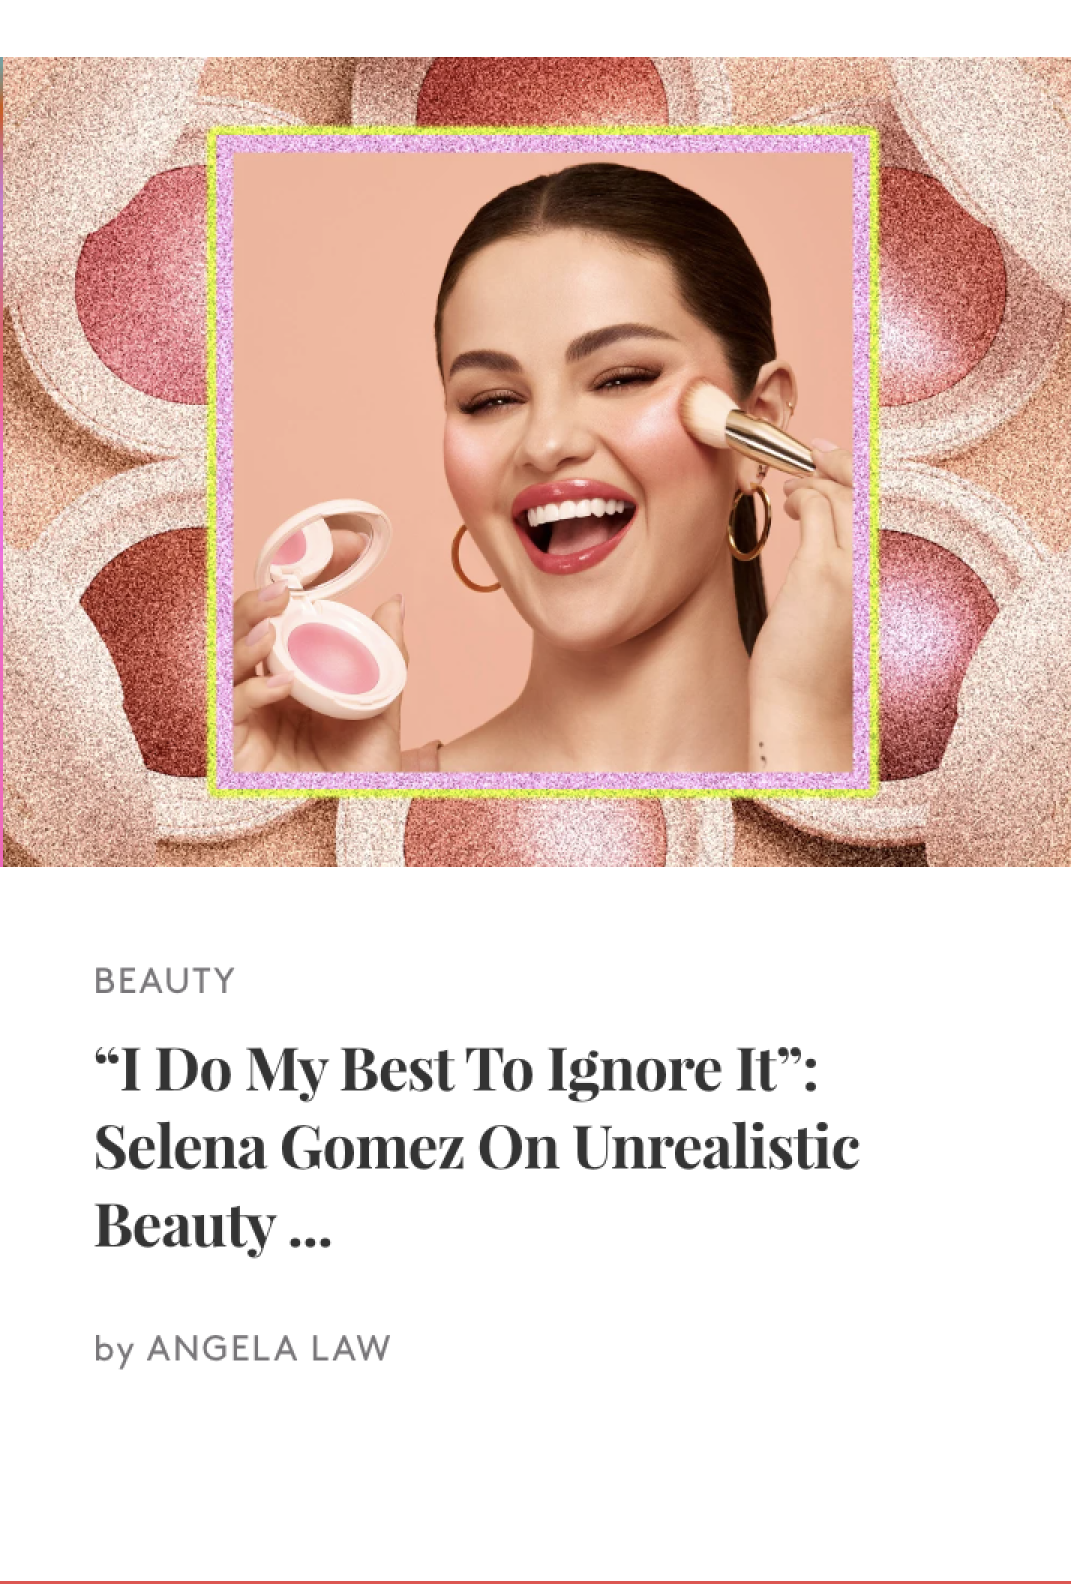 BEAUTY
“I Do My Best To Ignore It”:
Selena Gomez On Unrealistic
Beauty ...
by ANGELA LAW